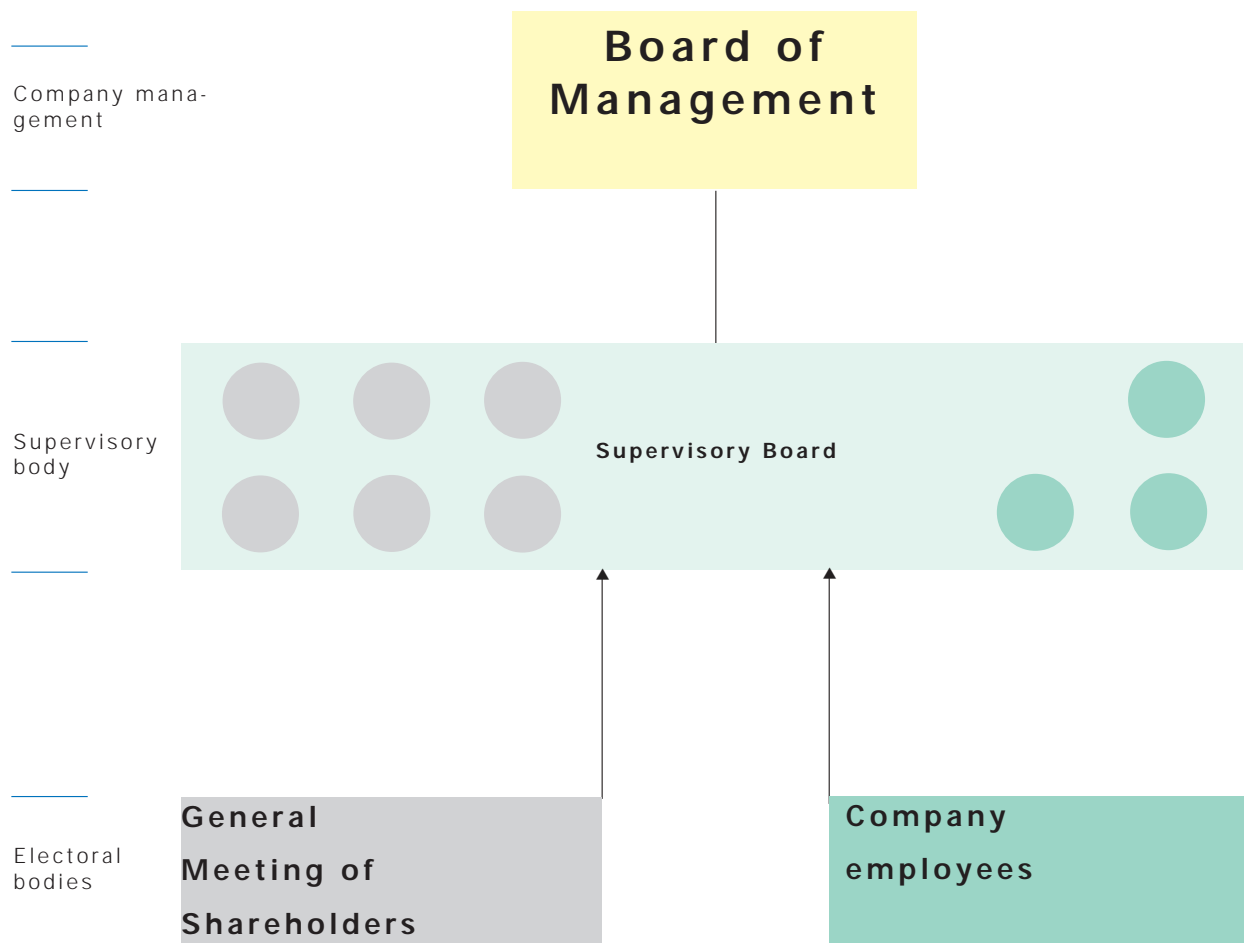 Board of
Management
Company mana-
gement
Supervisory
body
Supervisory Board
General
Meeting of
Shareholders
Company
employees
Electoral
bodies